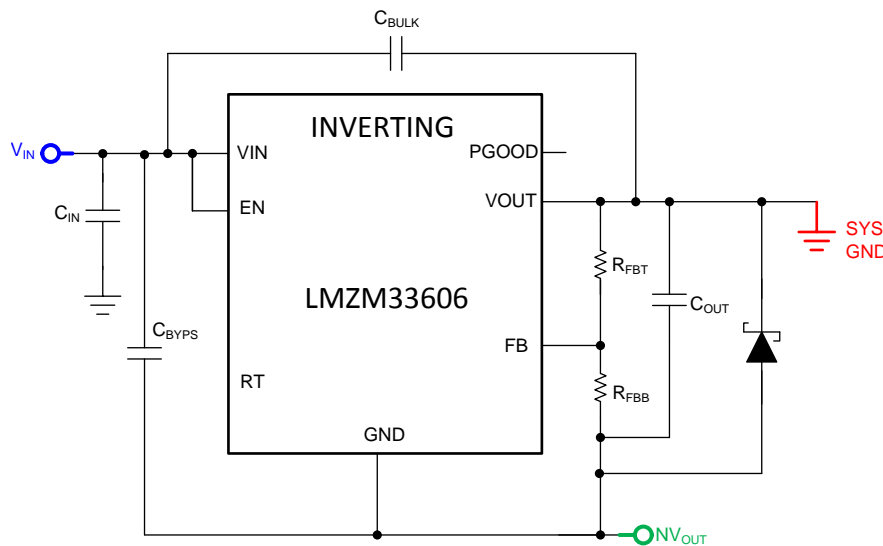 CBULK
INVERTING
VIN
VIN
PGOOD
EN
VOUT
CIN
SYS
GND
RFBT
LMZM33606
COUT
CBYPS
FB
RT
RFBB
GND
NVOUT